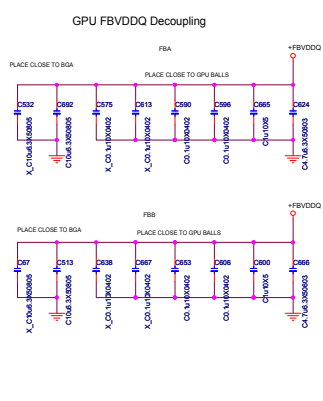 GPU FBVDDQ Decoupling
FBA
+FBVDDQ
PLACE CLOSE TO BGA
PLACE CLOSE TO GPU BALLS
C532 C692 C575 C613 C590 C596 C665 C624
X_C10u6.3X50805
C10u6.3X50805
X_C0.1u10X0402
X_C0.1u10X0402
C0.1u10X0402
C0.1u10X0402
C1u10X5
C4.7u6.3X50603
+FBVDDQ
FBB
PLACE CLOSE TO BGA
PLACE CLOSE TO GPU BALLS
C67 C513 C638 C667 C653 C606 C600 C666
X_C10u6.3X50805
C10u6.3X50805
X_C0.1u10X0402
X_C0.1u10X0402
C0.1u10X0402
C0.1u10X0402
C1u10X5
C4.7u6.3X50603